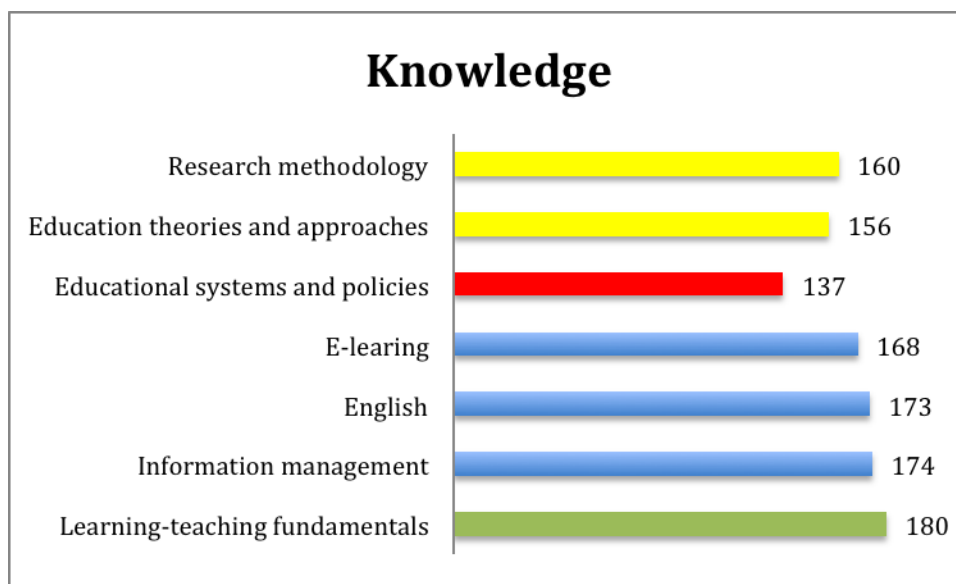 Knowledge
Research methodology 160
Education theories and approaches 156
Educational systems and policies 137
E-learing 168
English 173
Information management 174
Learning-teaching fundamentals 180